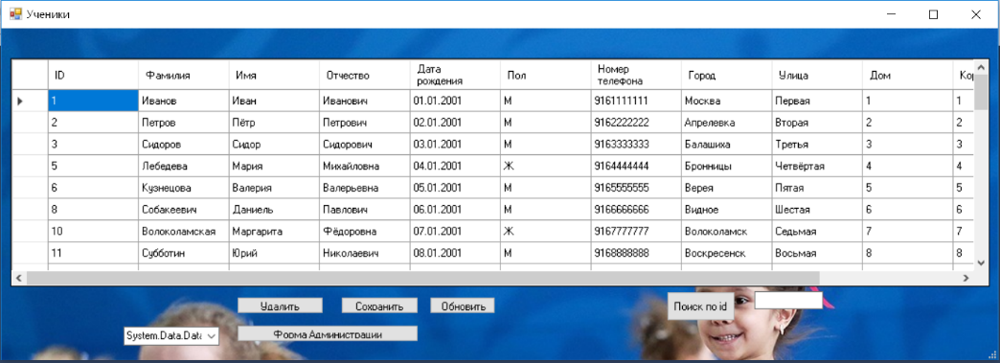 Ученики
ID Фамилия Имя Отчество Дата рождения Пол Номер телефона Город Улица Дом Кор
1 Иванов Иван Иванович 01.01.2001 М 9161111111 Москва Первая 1 1
2 Петров Пётр Петрович 02.01.2001 М 9162222222 Апрелевка Вторая 2 2
3 Сидоров Сидор Сидорович 03.01.2001 М 9163333333 Балашиха Третья 3 3
5 Лебедева Мария Михайловна 04.01.2001 Ж 9164444444 Бронницы Четвёртая 4 4
6 Кузнецова Валерия Валерьевна 05.01.2001 М 9165555555 Верея Пятая 5 5
8 Собакеевич Даниель Павлович 06.01.2001 М 9166666666 Видное Шестая 6 6
10 Волоколамская Маргарита Фёдоровна 07.01.2001 Ж 9167777777 Волоколамск Седьмая 7 7
11 Субботин Юрий Николаевич 08.01.2001 М 9168888888 Воскресенск Восьмая 8 8
Удалить Сохранить Обновить Поиск по id
System.Data.Data Форма Администрации